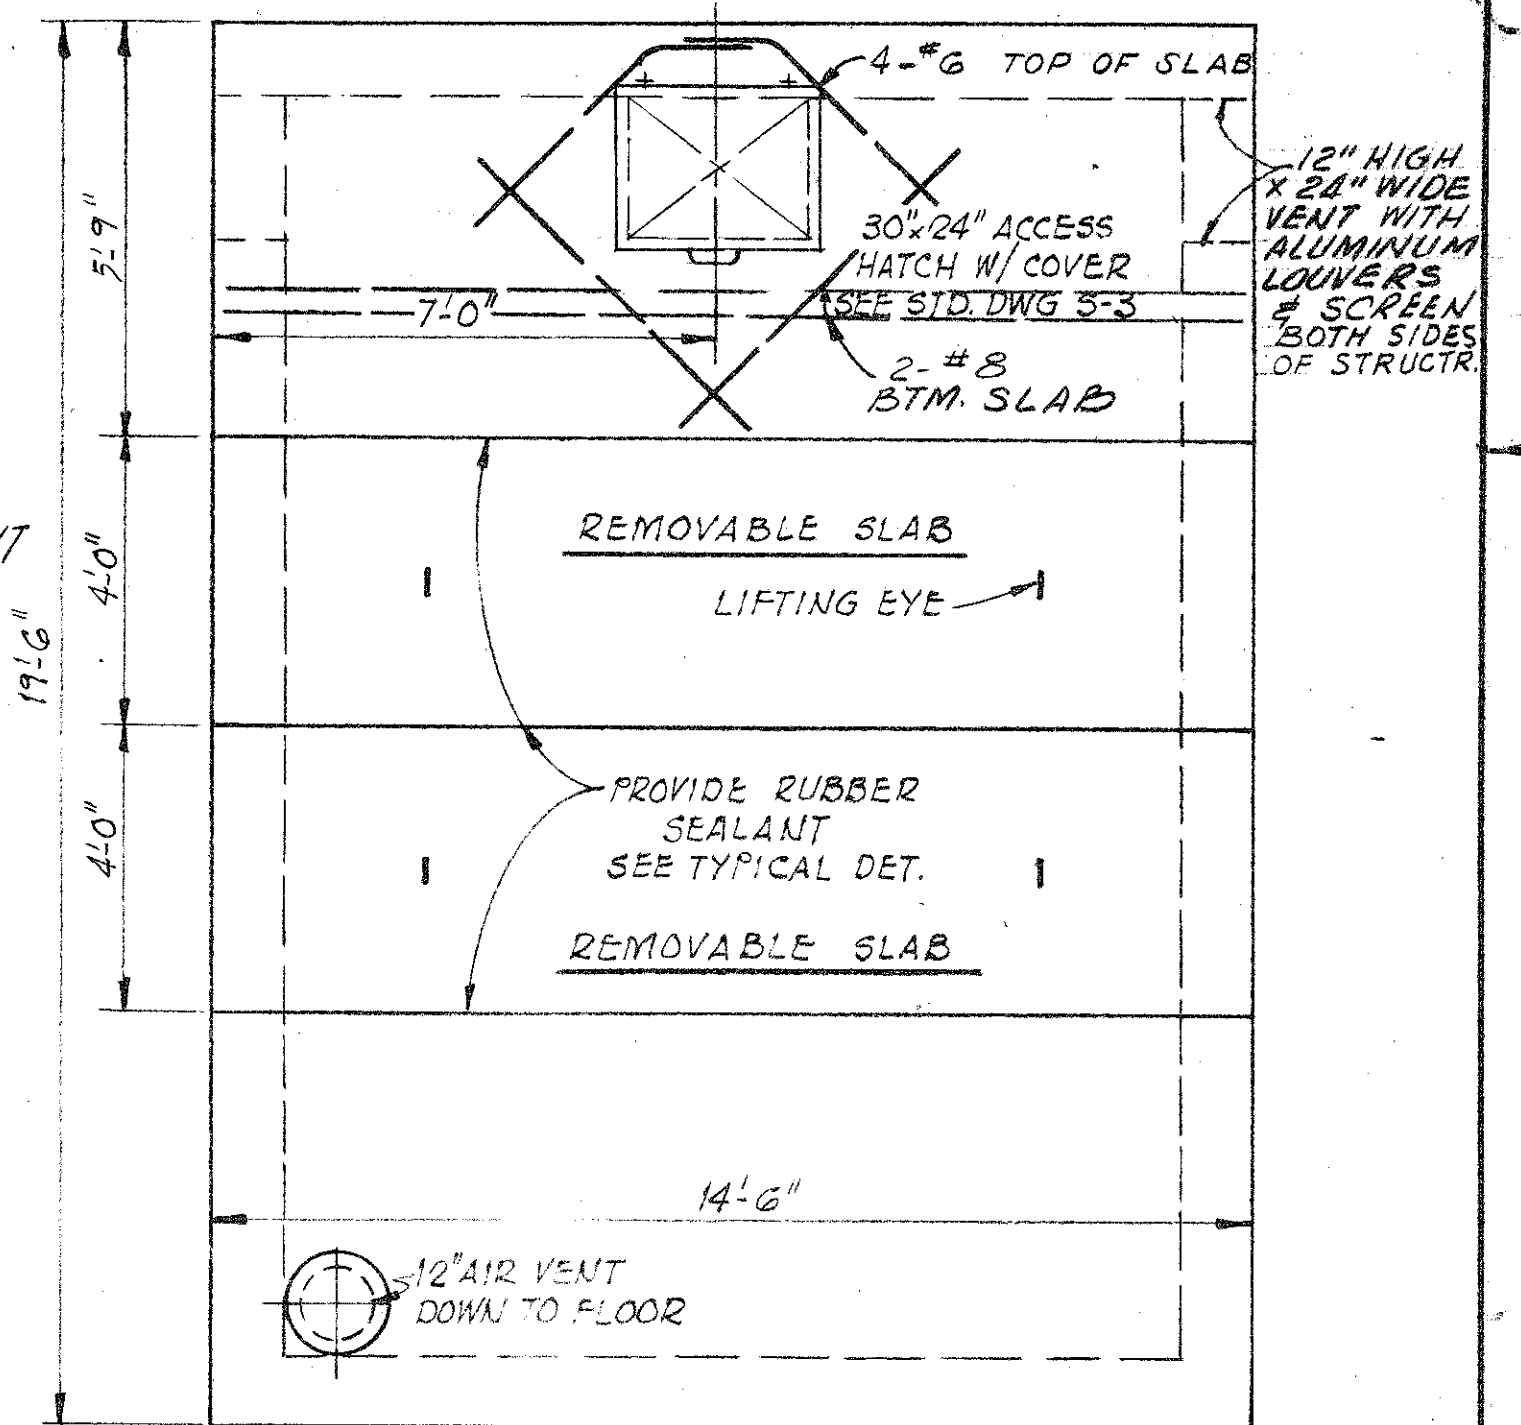 4-#6 TOP OF SLAB
12" HIGH
x 24" WIDE
VENT WITH
ALUMINUM
LOUVERS
& SCREEN
BOTH SIDES
OF STRUCTR.
5'-9"
30"x24" ACCESS
HATCH W/ COVER
SEE STD. DWG S-3
7'-0"
2-#8
BTM. SLAB
REMOVABLE SLAB
LIFTING EYE
4'-0"
19'-6"
PROVIDE RUBBER
SEALANT
SEE TYPICAL DET.
4'-0"
REMOVABLE SLAB
14'-6"
12" AIR VENT
DOWN TO FLOOR